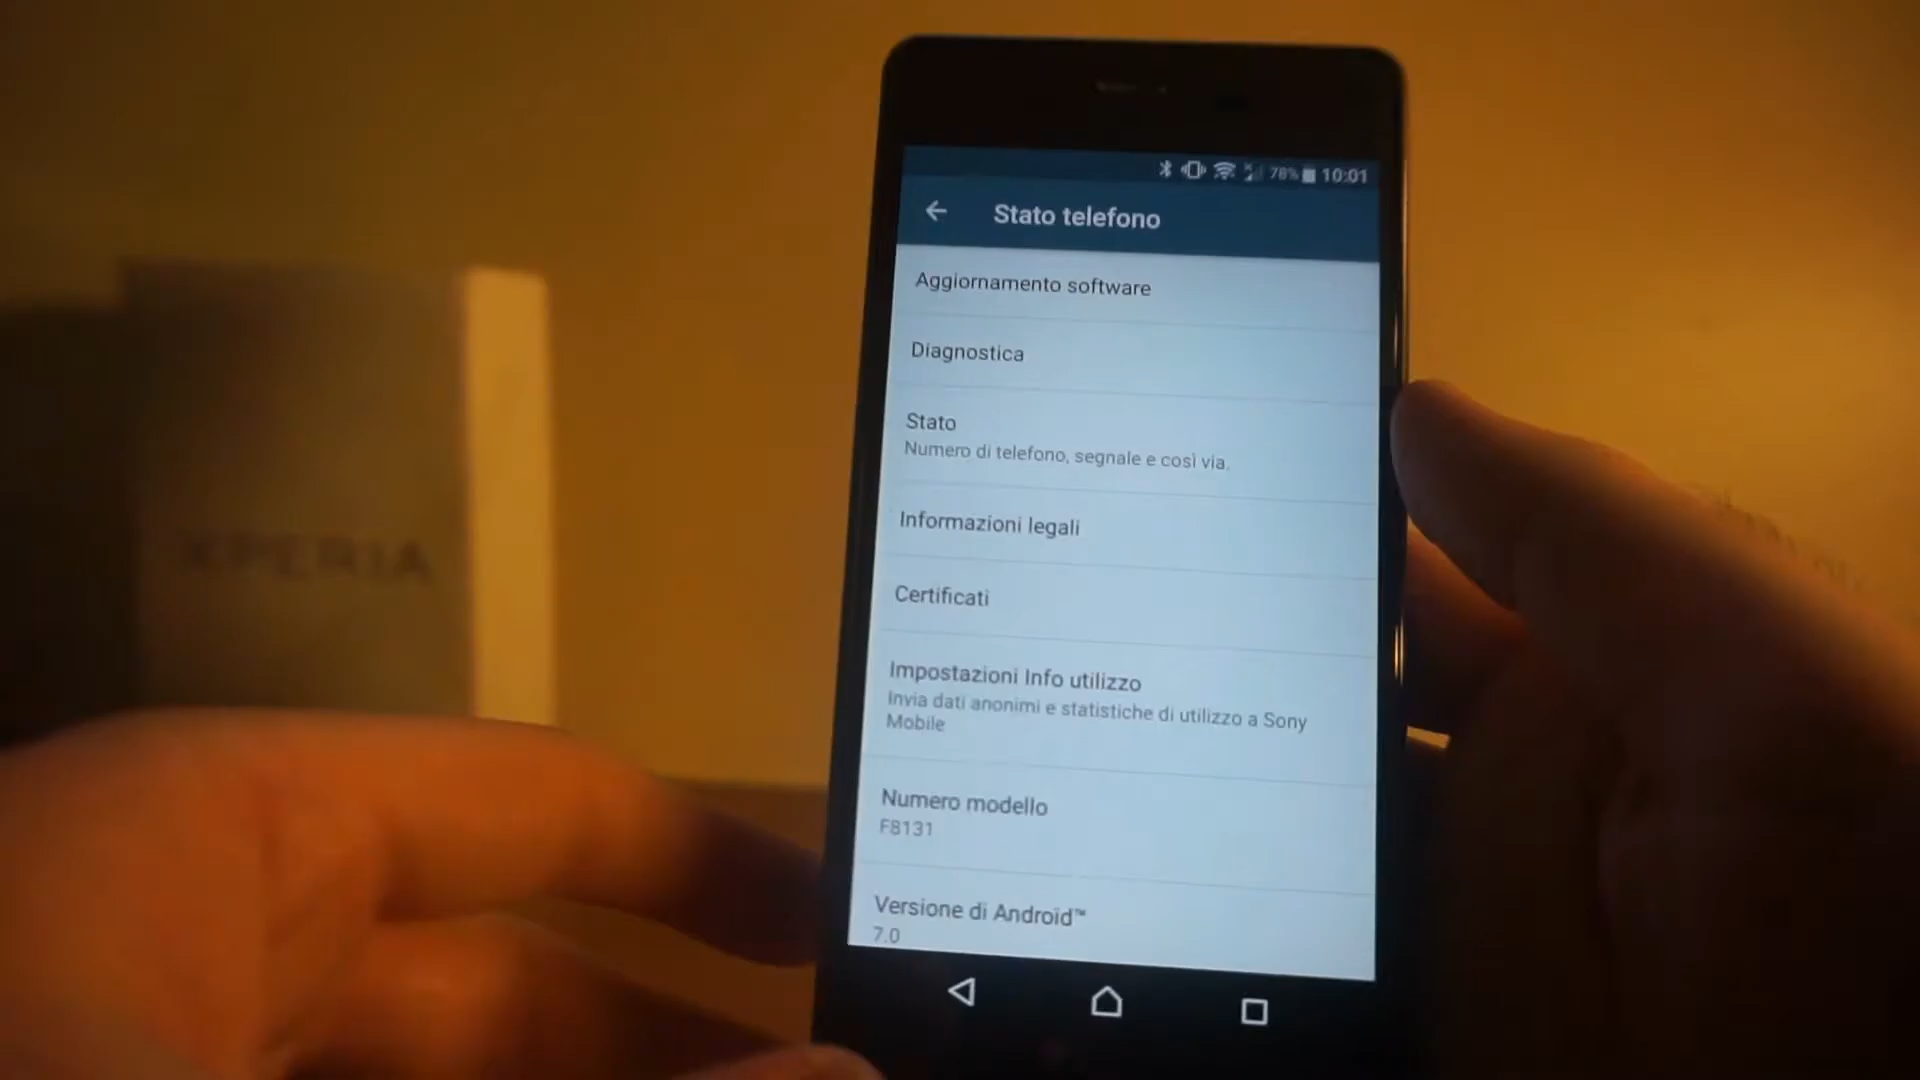 78% 10:01
Stato telefono
Aggiornamento software
Diagnostica
Stato
Numero di telefono, segnale e così via.
Informazioni legali
Certificati
Impostazioni Info utilizzo
Invia dati anonimi e statistiche di utilizzo a Sony
Mobile
Numero modello
F8131
Versione di Android™
7.0
XPERIA